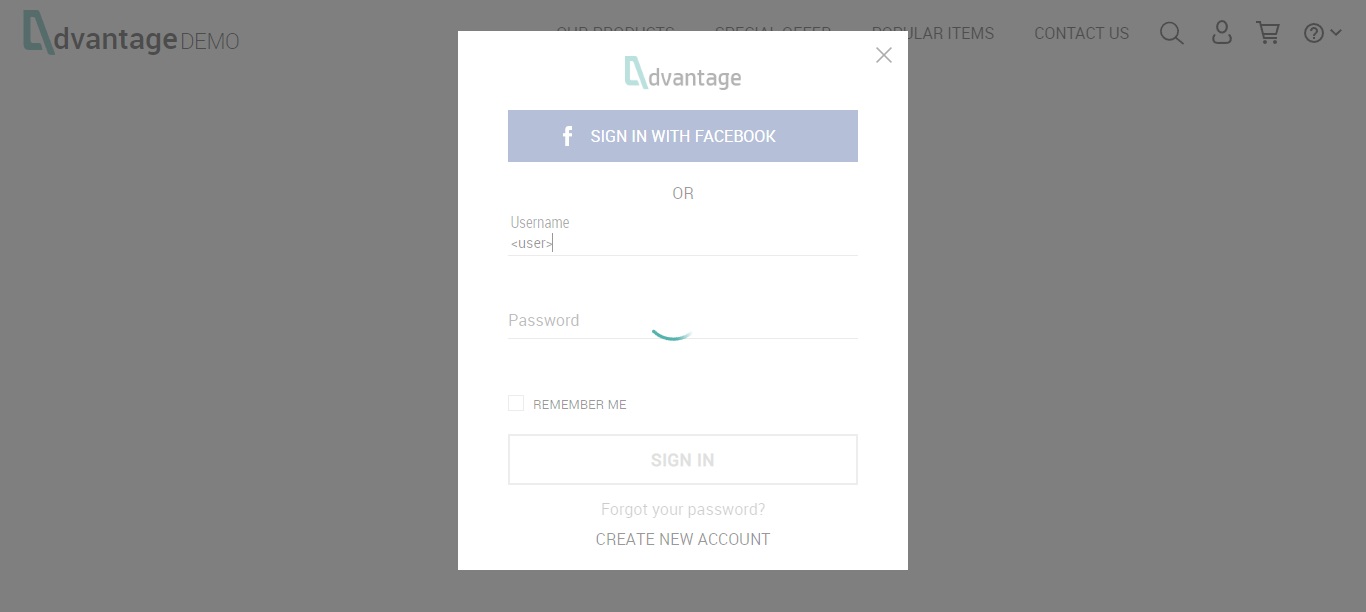 dvantage DEMO
OUR PRODUCTS SPECIAL OFFER POPULAR ITEMS CONTACT US
dvantage
f SIGN IN WITH FACEBOOK
OR
Username
<user>
Password
REMEMBER ME
SIGN IN
Forgot your password?
CREATE NEW ACCOUNT